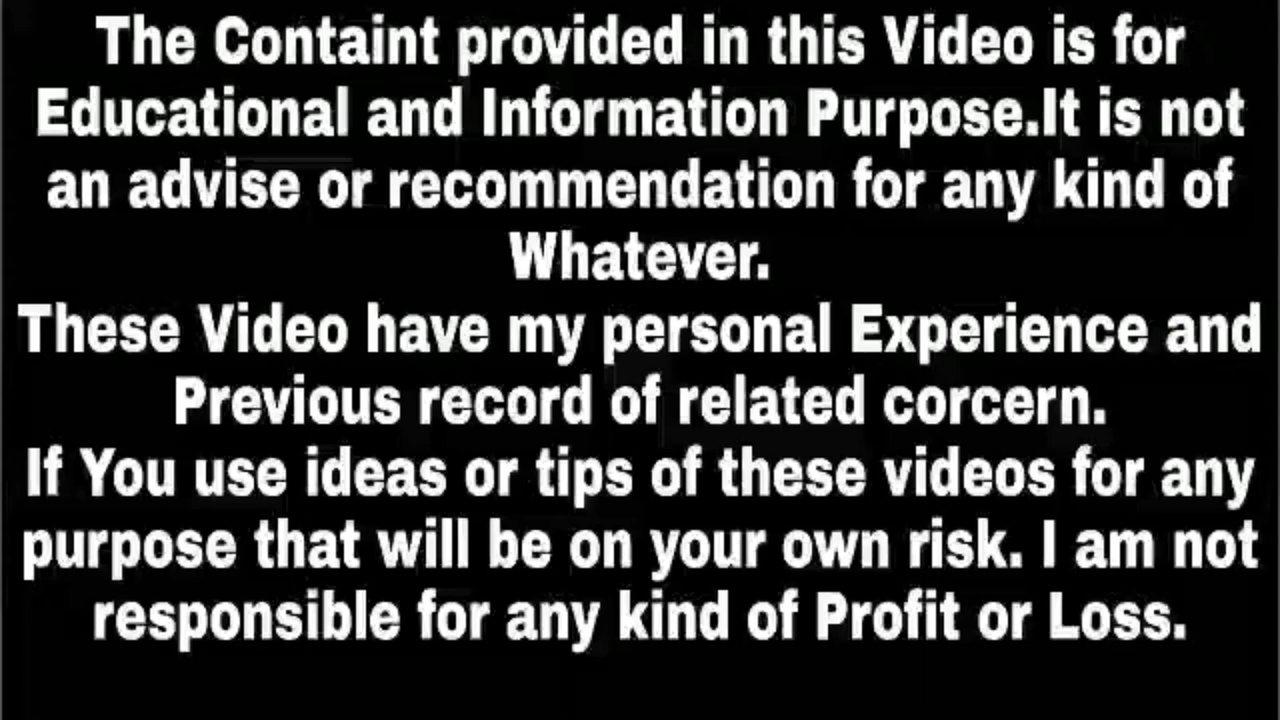 The Containt provided in this Video is for
Educational and Information Purpose.It is not
an advise or recommendation for any kind of
Whatever.
These Video have my personal Experience and
Previous record of related corcern.
If You use ideas or tips of these videos for any
purpose that will be on your own risk. I am not
responsible for any kind of Profit or Loss.